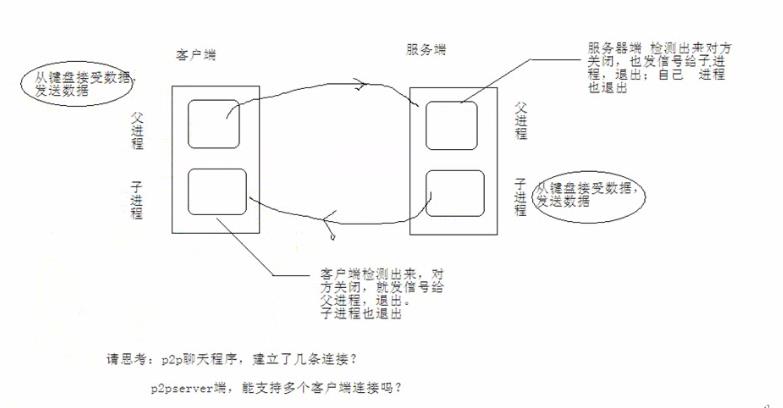 客户端
服务端
服务器端 检测出来对方
关闭，也发信号给子进
程，退出；自己 进程
也退出
从键盘接受数据，
发送数据
父
进
程
父
进
程
子
进
程
子
进
程
从键盘接受数据，
发送数据
客户端检测出来，对
方关闭，就发信号给
父进程，退出。
子进程也退出
请思考：p2p聊天程序，建立了几条连接？
p2pserver端，能支持多个客户端连接吗？